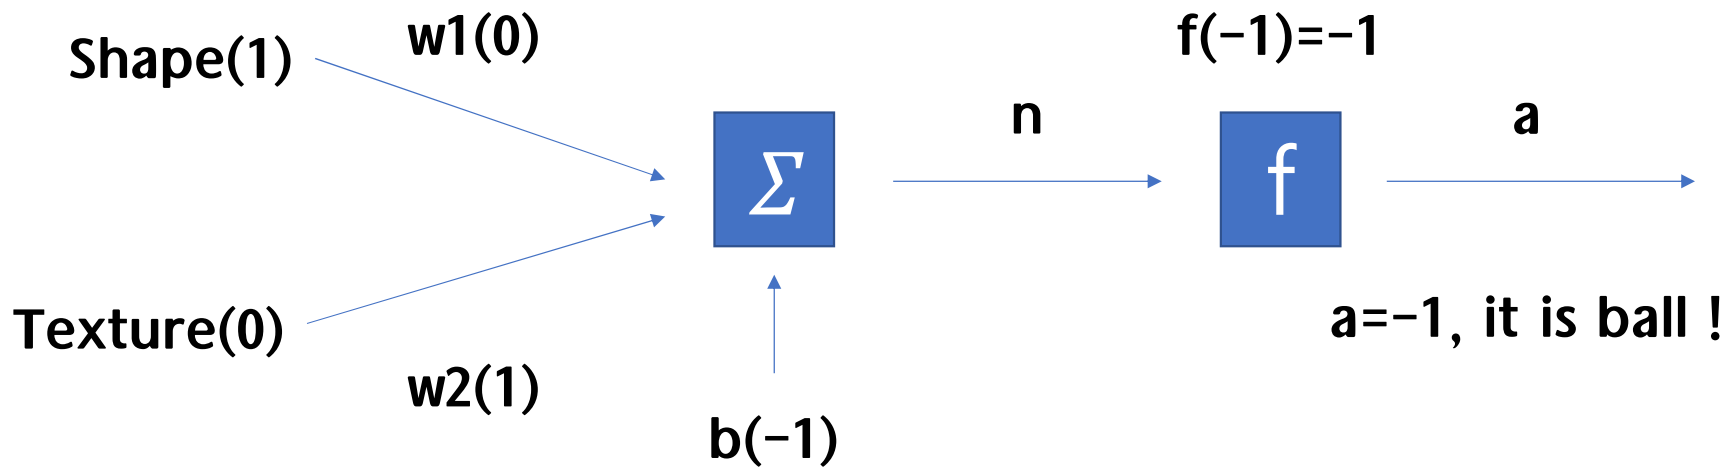 Shape(1)
w1(0)
Texture(0)
w2(1)
Σ
b(-1)
n
f(-1)=-1
f
a
a=-1, it is ball !